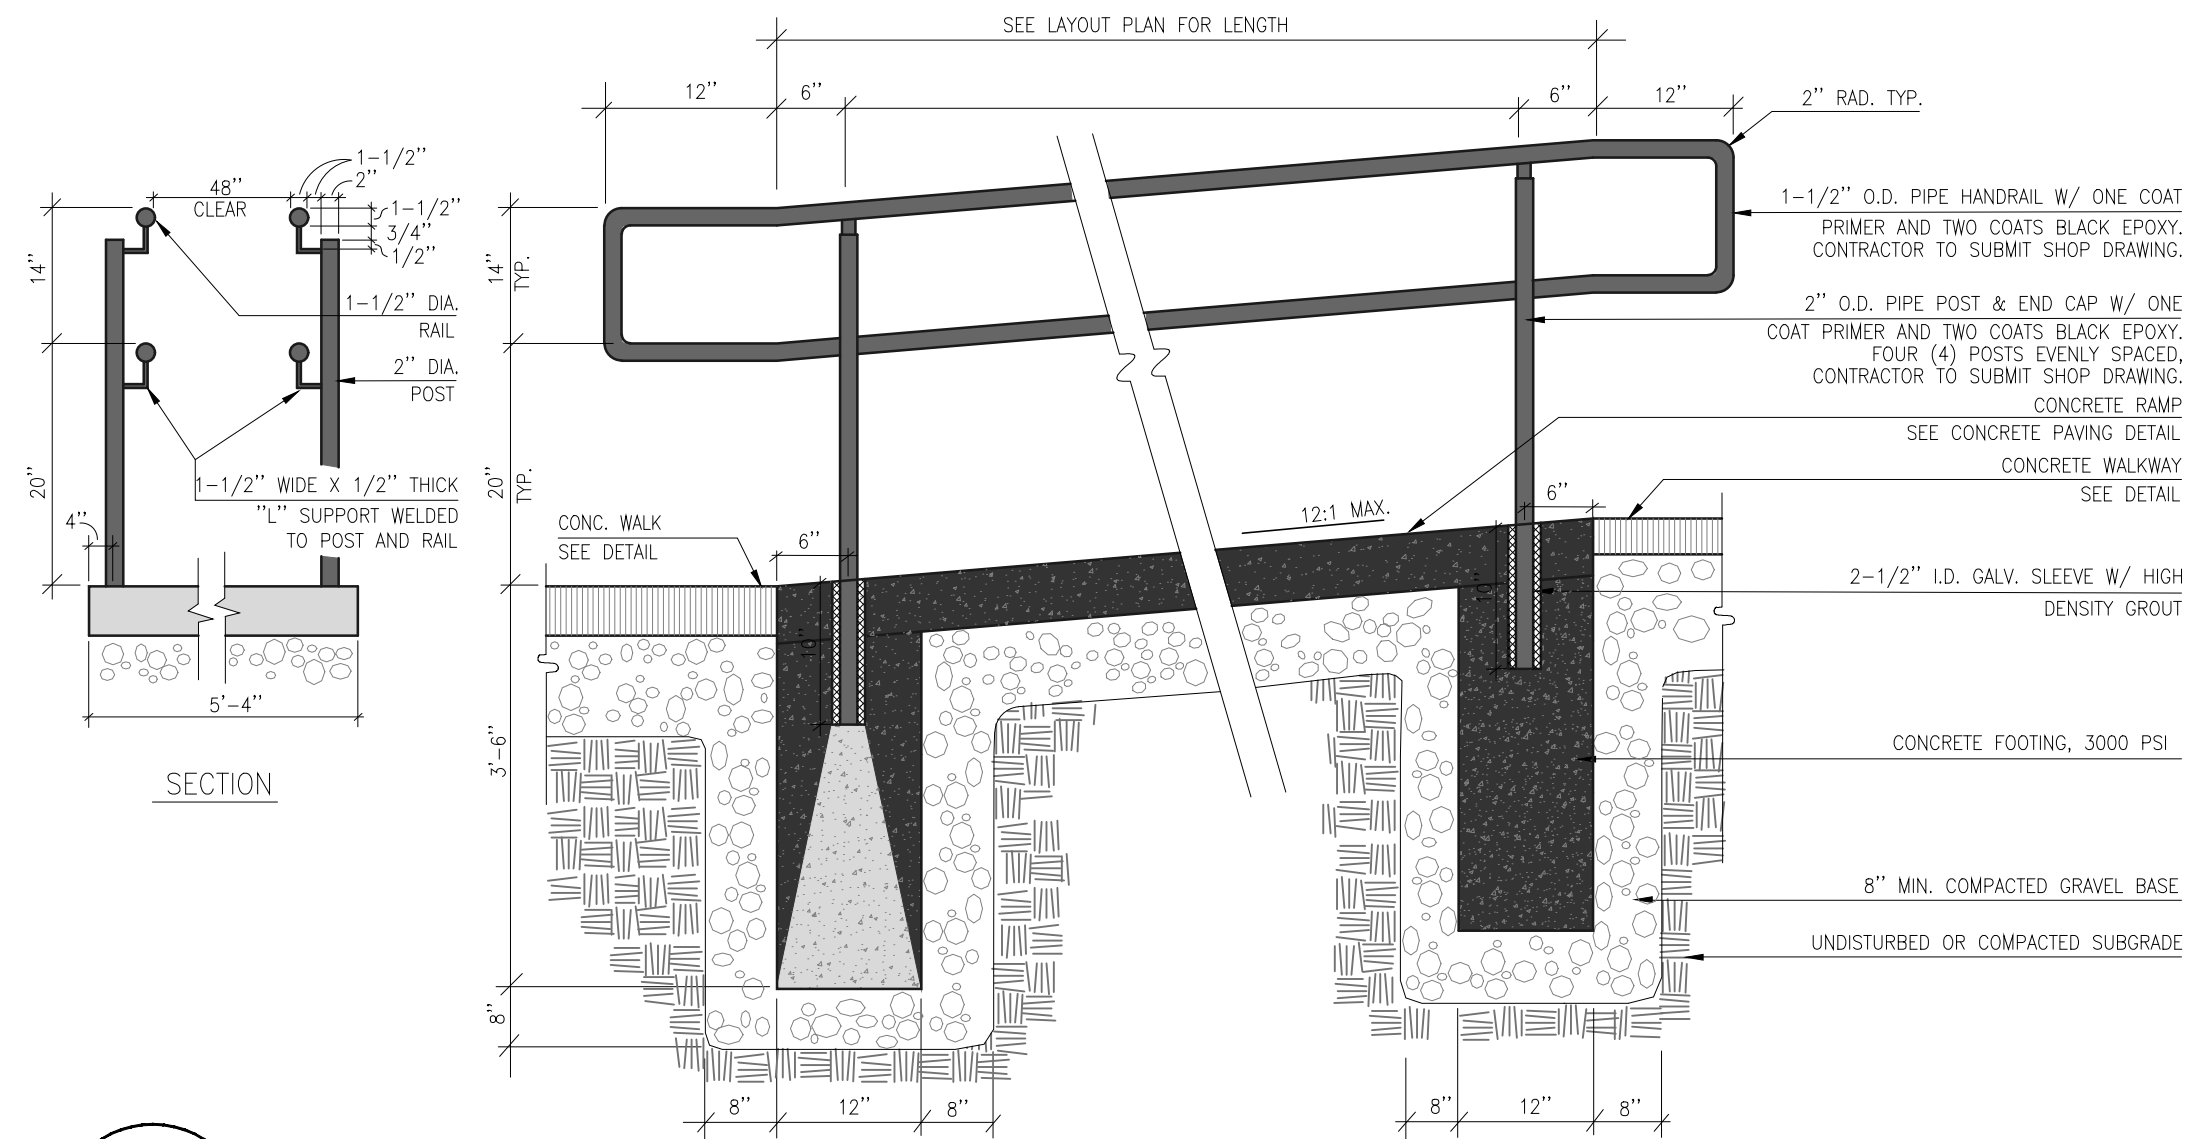 SEE LAYOUT PLAN FOR LENGTH
12"
6"
6"
12"
2" RAD. TYP.
1-1/2"
2"
48"
CLEAR
1-1/2"
3/4"
1/2"
14"
20"
1-1/2" DIA.
RAIL
2" DIA.
POST
1-1/2" WIDE X 1/2" THICK
"L" SUPPORT WELDED
TO POST AND RAIL
4"
5'-4"
SECTION
14"
TYP.
20"
TYP.
3'-6"
8"
CONC. WALK
SEE DETAIL
6"
10"
12:1 MAX.
6"
10"
1-1/2" O.D. PIPE HANDRAIL W/ ONE COAT
PRIMER AND TWO COATS BLACK EPOXY.
CONTRACTOR TO SUBMIT SHOP DRAWING.
2" O.D. PIPE POST & END CAP W/ ONE
COAT PRIMER AND TWO COATS BLACK EPOXY.
FOUR (4) POSTS EVENLY SPACED,
CONTRACTOR TO SUBMIT SHOP DRAWING.
CONCRETE RAMP
SEE CONCRETE PAVING DETAIL
CONCRETE WALKWAY
SEE DETAIL
2-1/2" I.D. GALV. SLEEVE W/ HIGH
DENSITY GROUT
CONCRETE FOOTING, 3000 PSI
8" MIN. COMPACTED GRAVEL BASE
UNDISTURBED OR COMPACTED SUBGRADE
8"
12"
8"
8"
12"
8"